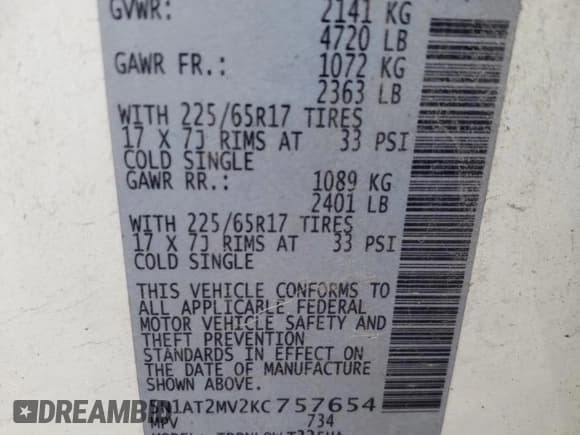 GVWR: 2141 KG
4720 LB
GAWR FR.: 1072 KG
2363 LB
WITH 225/65R17 TIRES
17 X 7J RIMS AT 33 PSI
COLD SINGLE
GAWR RR.: 1089 KG
2401 LB
WITH 225/65R17 TIRES
17 X 7J RIMS AT 33 PSI
COLD SINGLE
THIS VEHICLE CONFORMS TO
ALL APPLICABLE FEDERAL
MOTOR VEHICLE SAFETY AND
THEFT PREVENTION
STANDARDS IN EFFECT ON
THE DATE OF MANUFACTURE
SHOWN ABOVE.
5N1AT2MV2KC757654
MPV 734
DREAMBID